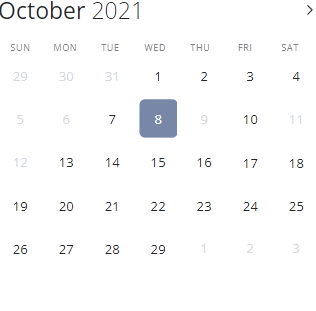 October 2021
SUN MON TUE WED THU FRI SAT
29 30 31 1 2 3 4
5 6 7 8 9 10 11
12 13 14 15 16 17 18
19 20 21 22 23 24 25
26 27 28 29 1 2 3